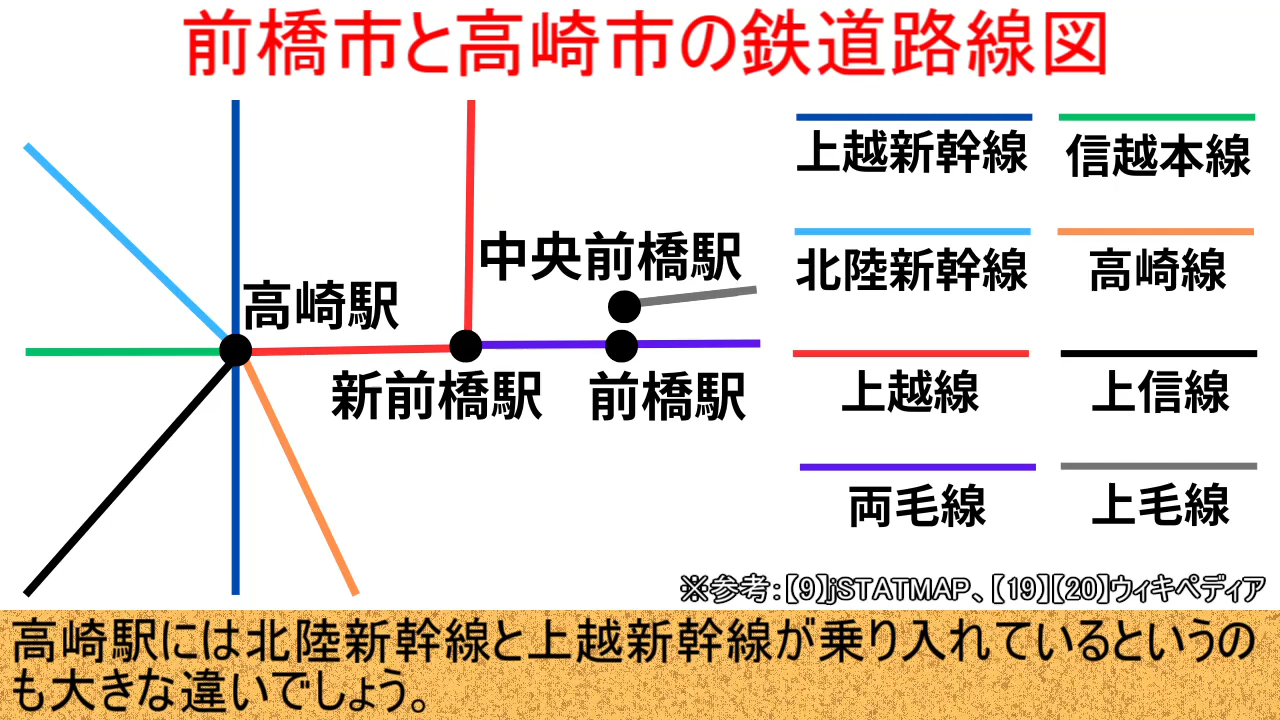 前橋市と高崎市の鉄道路線図
上越新幹線
信越本線
北陸新幹線
高崎線
中央前橋駅
高崎駅
新前橋駅
前橋駅
上越線
上信線
両毛線
上毛線
※参考:【9】jSTATMAP、【19】【20】ウィキペディア
高崎駅には北陸新幹線と上越新幹線が乗り入れているというの
も大きな違いでしょう。